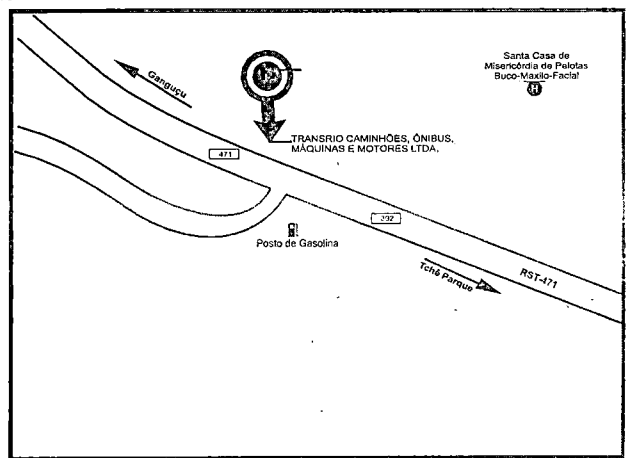 Santa Casa de
Misericórdia de Pelotas
Buco-Maxilo-Facial
H
Ganguçu
TRANSRIO CAMINHÕES, ÔNIBUS,
MÁQUINAS E MOTORES LTDA.
471
392
Posto de Gasolina
Tchê Parque
RST-471